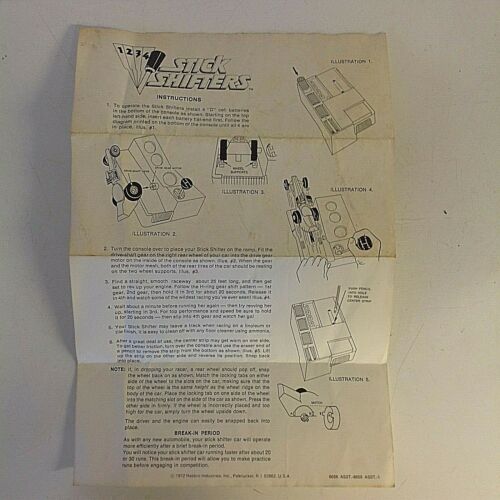 1 2 3 4 STICK
SHIFTERS™
INSTRUCTIONS
1. To operate the Stick Shifters install 4 "D" cell batteries
in the bottom of the console as shown. Starting on the top
left-hand side, insert each battery flat-end first. Follow the
diagram printed on the bottom of the console until all 4 are
in place. Illus. #1.
ILLUSTRATION 1.
WHEEL
SUPPORTS
ILLUSTRATION 2.
ILLUSTRATION 3.
ILLUSTRATION 4.
2. Turn the console over to place your Stick Shifter on the ramp. Fit the
drive-shaft gear on the right rear wheel of your car into the drive gear
motor on the inside of the console as shown. Illus. #2. When the gear
and the motor mesh, both of the rear tires of the car should be resting
on the two wheel supports. Illus. #3.
3. Find a straight, smooth raceway about 25 feet long, and then get
set to rev up your engine. Follow the H-ring gear shift pattern — 1st
gear, 2nd gear, then hold it in 3rd for about 20 seconds. Release it
in 4th and watch some of the wildest racing you've ever seen! Illus. #4.
4. Wait about a minute before running her again — then try revving her
up, starting in 3rd. For top performance and speed be sure to hold
it for 20 seconds — then slip into 4th gear and watch her go!
5. Your Stick Shifter may leave a track when racing on a linoleum or
tile finish. It's easy to clean off with any floor cleaner using ammonia.
6. After a great deal of use, the center strip may get worn on one side.
To get better friction, turn over the console and use the eraser end of
a pencil to remove the strip from the bottom as shown. Illus. #5. Lift
up the strip on the other side and reverse its position. Snap back
into place.
PUSH PENCIL
INTO HOLE
TO RELEASE
CENTER STRIP
ILLUSTRATION 5.
MATCH
NOTE: If, in dropping your racer, a rear wheel should pop off, snap
the wheel back on as shown. Match the locking tabs on either
side of the wheel to the slots on the car, making sure that the
top of the wheel is the same height as the wheel ridge on the
body of the car. Place the locking tab on one side of the wheel
into the matching slot on the side of the car as shown. Press the
other side in firmly. If the wheel is incorrectly placed and too
high for the car, simply turn the wheel upside down.
The driver and the engine can easily be snapped back into
place.
BREAK-IN PERIOD
As with any new automobile, your stick shifter car will operate
more efficiently after a brief break-in period.
You will notice your stick shifter car running faster after about 20
or 30 runs. This break-in period will allow you to make practice
runs before engaging in competition.
© 1972 Hasbro Industries, Inc., Pawtucket, R.I. 02862, U.S.A.